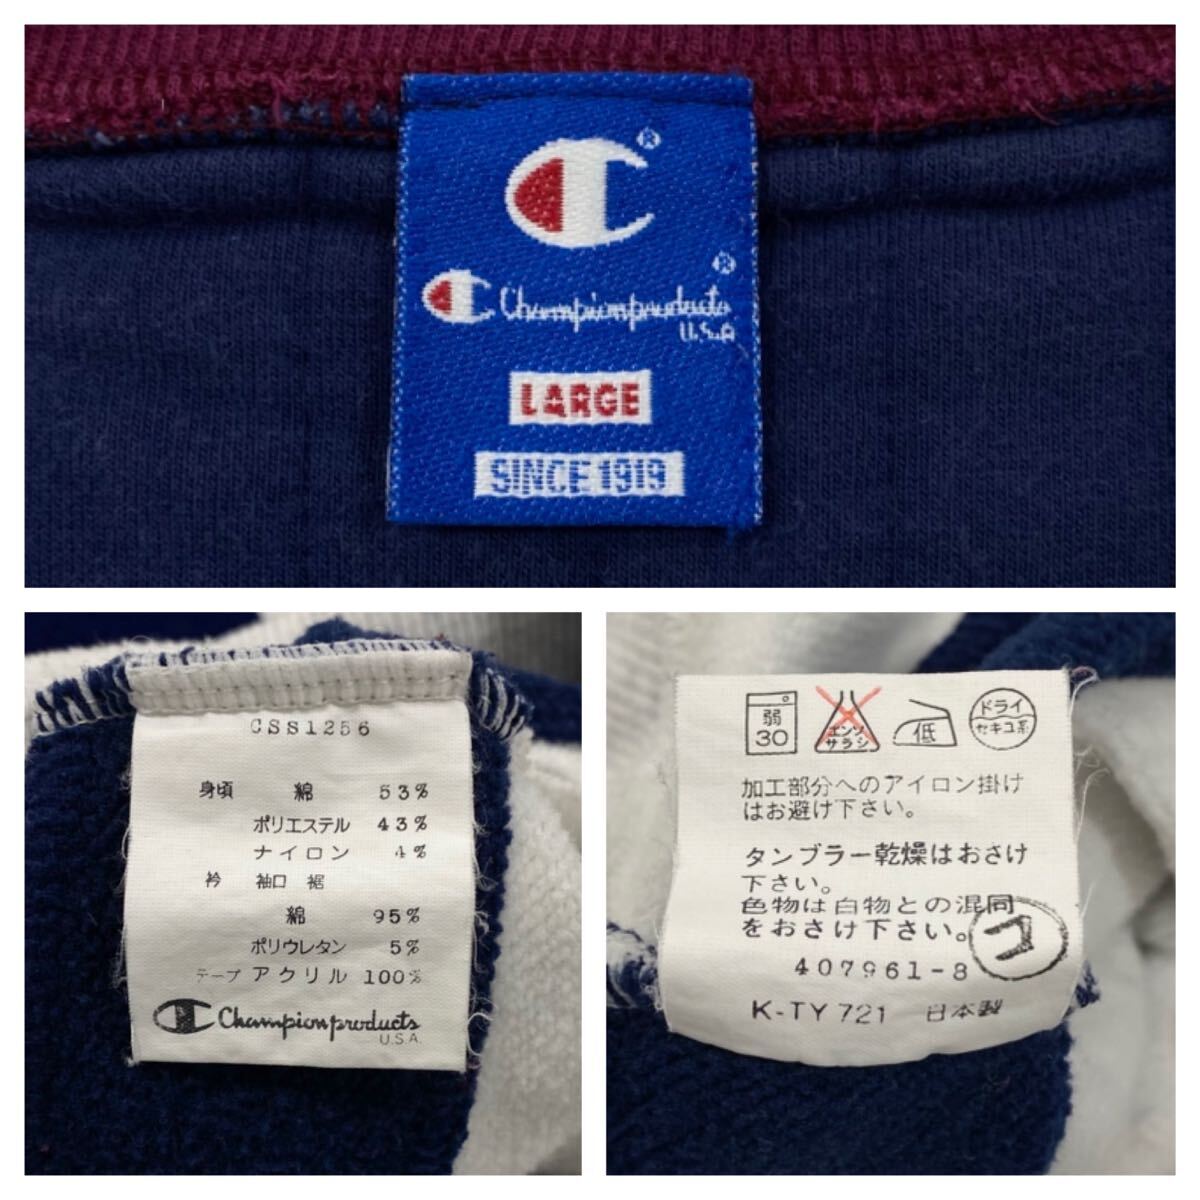 ®
®
Championproducts
U.S.A
LARGE
SINCE 1919
CSS1256
身頃 綿 53%
ポリエステル 43%
ナイロン 4%
衿 袖口 裾
綿 95%
ポリウレタン 5%
テープ アクリル 100%
Championproducts
U.S.A.
弱 30
エンソ サラシ
低
ドライ セキユ系
加工部分へのアイロン掛け
はお避け下さい。
タンブラー乾燥はおさけ
下さい。
色物は白物との混同
をおさけ下さい。
コ
407961-8
K-TY 721 日本製